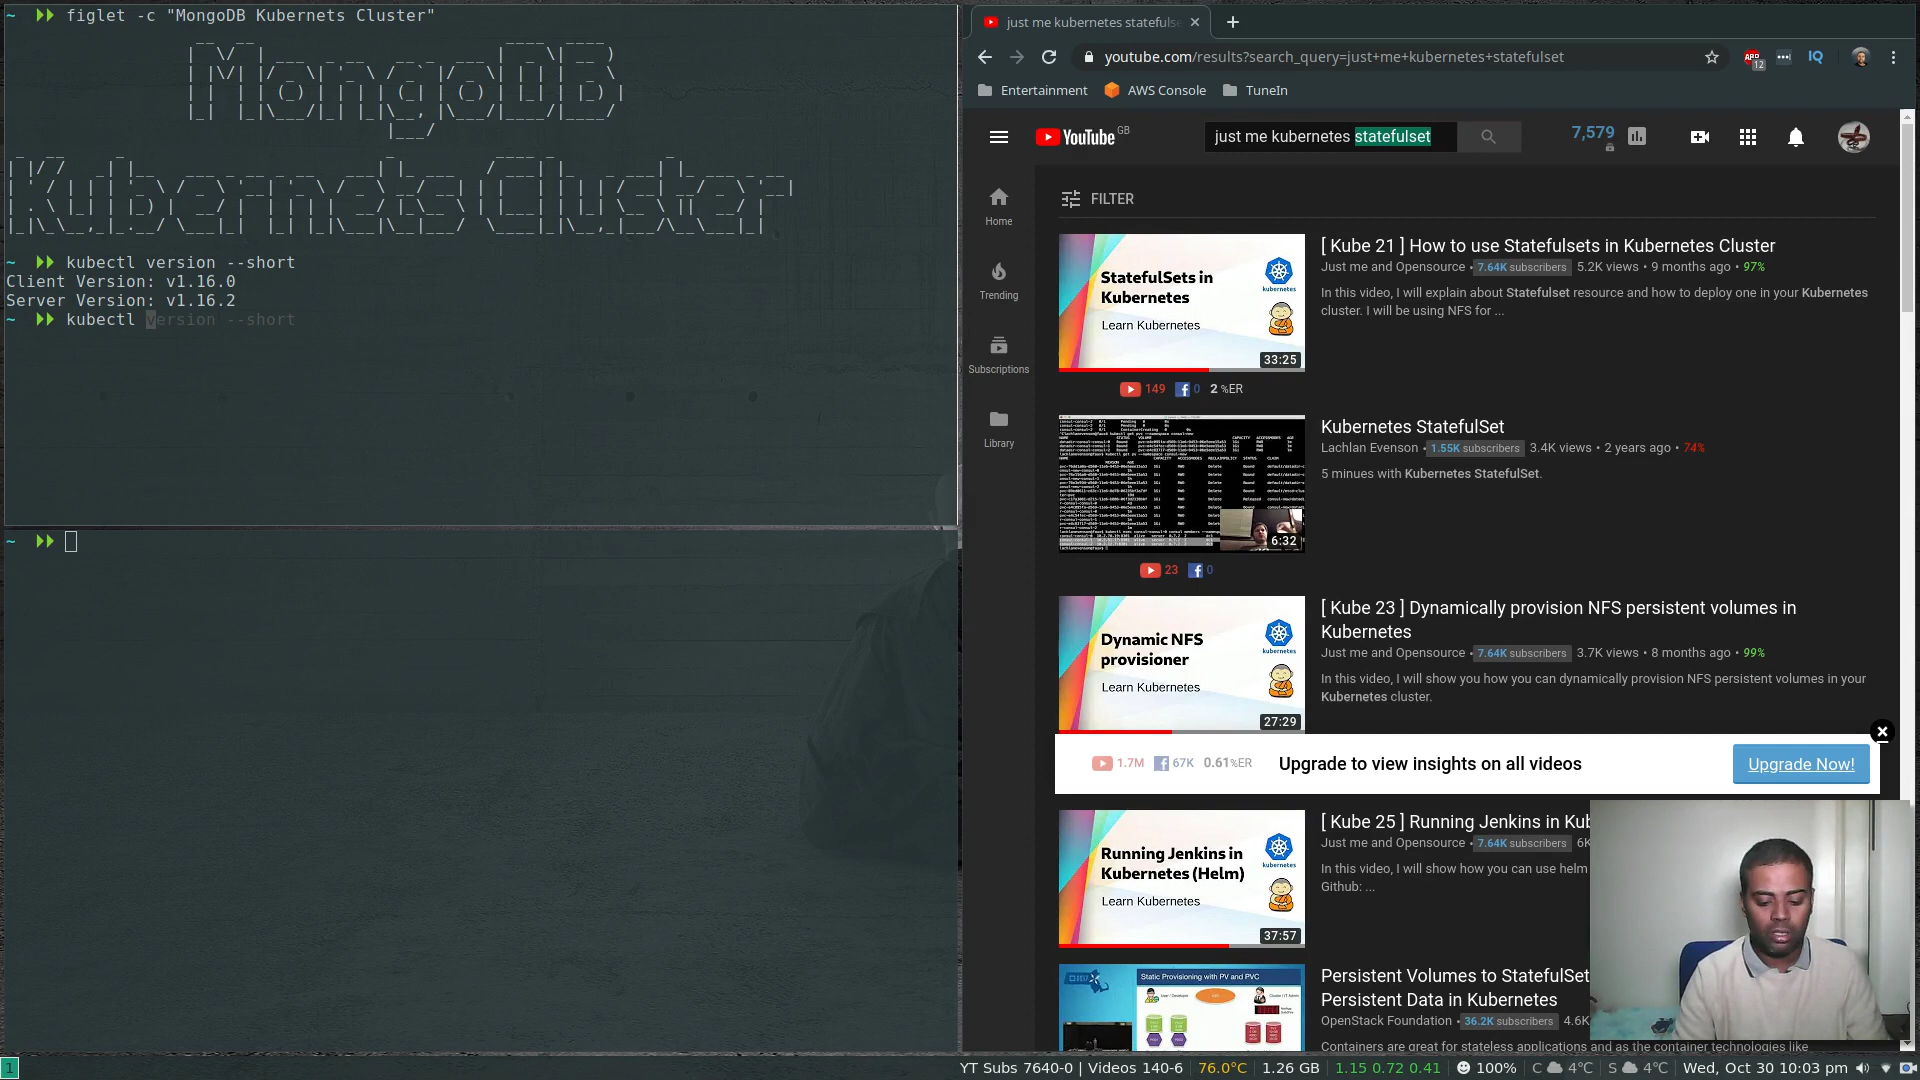 ~ figlet -c "MongoDB Kubernets Cluster"
MongoDB
Kubernets Cluster
~ kubectl version --short
Client Version: v1.16.0
Server Version: v1.16.2
~ kubectl version --short
~
just me kubernetes statefuls
youtube.com/results?search_query=just+me+kubernetes+statefulset
ABP
12
IQ
Entertainment
AWS Console
TuneIn
YouTube GB
just me kubernetes statefulset
7,579
Home
Trending
Subscriptions
Library
FILTER
StatefulSets in
Kubernetes
Learn Kubernetes
kubernetes
33:25
149 0 2 %ER
[ Kube 21 ] How to use Statefulsets in Kubernetes Cluster
Just me and Opensource • 7.64K subscribers 5.2K views • 9 months ago • 97%
In this video, I will explain about Statefulset resource and how to deploy one in your Kubernetes
cluster. I will be using NFS for ...
6:32
23 0
Kubernetes StatefulSet
Lachlan Evenson • 1.55K subscribers 3.4K views • 2 years ago • 74%
5 minues with Kubernetes StatefulSet.
Dynamic NFS
provisioner
Learn Kubernetes
kubernetes
27:29
[ Kube 23 ] Dynamically provision NFS persistent volumes in
Kubernetes
Just me and Opensource • 7.64K subscribers 3.7K views • 8 months ago • 99%
In this video, I will show you how you can dynamically provision NFS persistent volumes in your
Kubernetes cluster.
1.7M 67K 0.61%ER
Upgrade to view insights on all videos
Upgrade Now!
Running Jenkins in
Kubernetes (Helm)
Learn Kubernetes
kubernetes
37:57
[ Kube 25 ] Running Jenkins in Kub
Just me and Opensource • 7.64K subscribers 6K
In this video, I will show how you can use helm
Github: ...
Static Provisioning with PV and PVC
Persistent Volumes to StatefulSet
Persistent Data in Kubernetes
OpenStack Foundation • 36.2K subscribers 4.6K
Containers are great for stateless applications and as the container technologies like
1
YT Subs 7640-0 | Videos 140-6 76.0°C 1.26 GB 1.15 0.72 0.41 100% C 4°C S 4°C Wed, Oct 30 10:03 pm